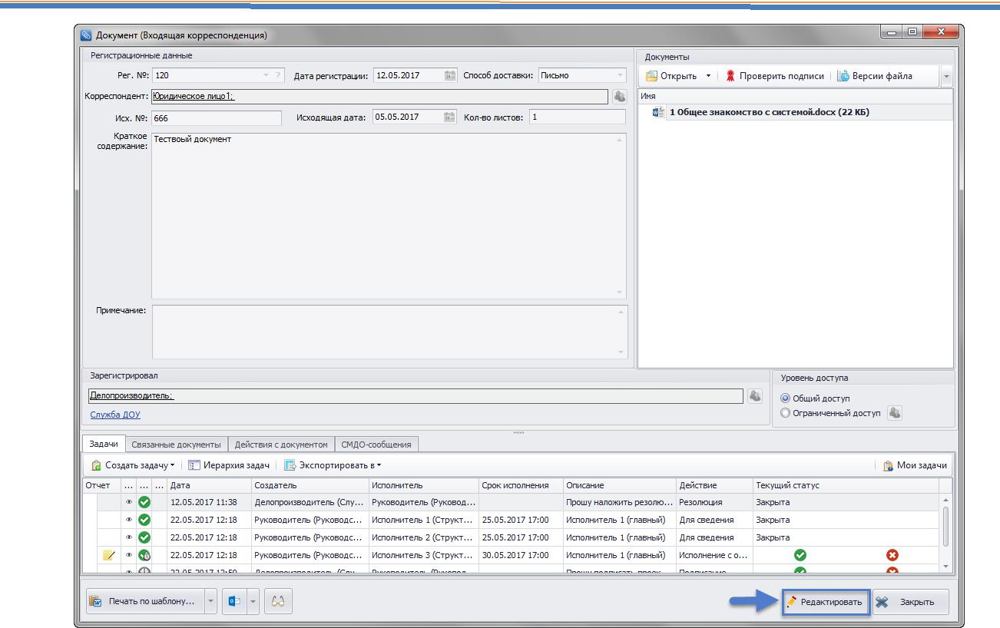 Документ (Входящая корреспонденция)
Регистрационные данные
Рег. №: 120 ? Дата регистрации: 12.05.2017 Способ доставки: Письмо
Корреспондент: Юридическое лицо1;
Исх. №: 666 Исходящая дата: 05.05.2017 Кол-во листов: 1
Краткое содержание: Тествоый документ
Примечание:
Документы
Открыть Проверить подписи Версии файла
Имя
1 Общее знакомство с системой.docx (22 КБ)
Зарегистрировал
Делопроизводитель;
Служба ДОУ
Уровень доступа
Общий доступ
Ограниченный доступ
Задачи Связанные документы Действия с документом СМДО-сообщения
Создать задачу Иерархия задач Экспортировать в Мои задачи
Отчет ... ... ... Дата Создатель Исполнитель Срок исполнения Описание Действие Текущий статус
12.05.2017 11:38 Делопроизводитель (Слу... Руководитель (Руковод... Прошу наложить резолю... Резолюция Закрыта
22.05.2017 12:18 Руководитель (Руководс... Исполнитель 1 (Структ... 25.05.2017 17:00 Исполнитель 1 (главный) Для сведения Закрыта
22.05.2017 12:18 Руководитель (Руководс... Исполнитель 2 (Структ... 25.05.2017 17:00 Исполнитель 1 (главный) Для сведения Закрыта
22.05.2017 12:18 Руководитель (Руководс... Исполнитель 3 (Структ... 30.05.2017 17:00 Исполнитель 1 (главный) Исполнение с о...
22.05.2017 12:50 Делопроизводитель (Слу... Руководитель (Руковод... Прошу подписать проек... Подписание
Печать по шаблону... Редактировать Закрыть